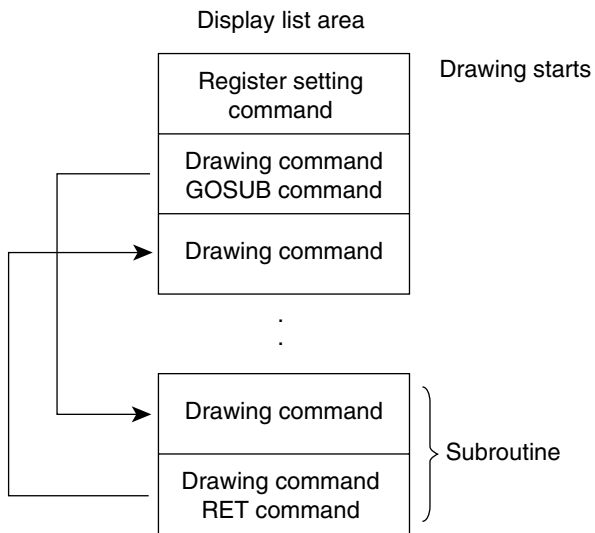 Display list area
Drawing starts
Register setting
command
Drawing command
GOSUB command
Drawing command
.
.
Drawing command
Subroutine
Drawing command
RET command